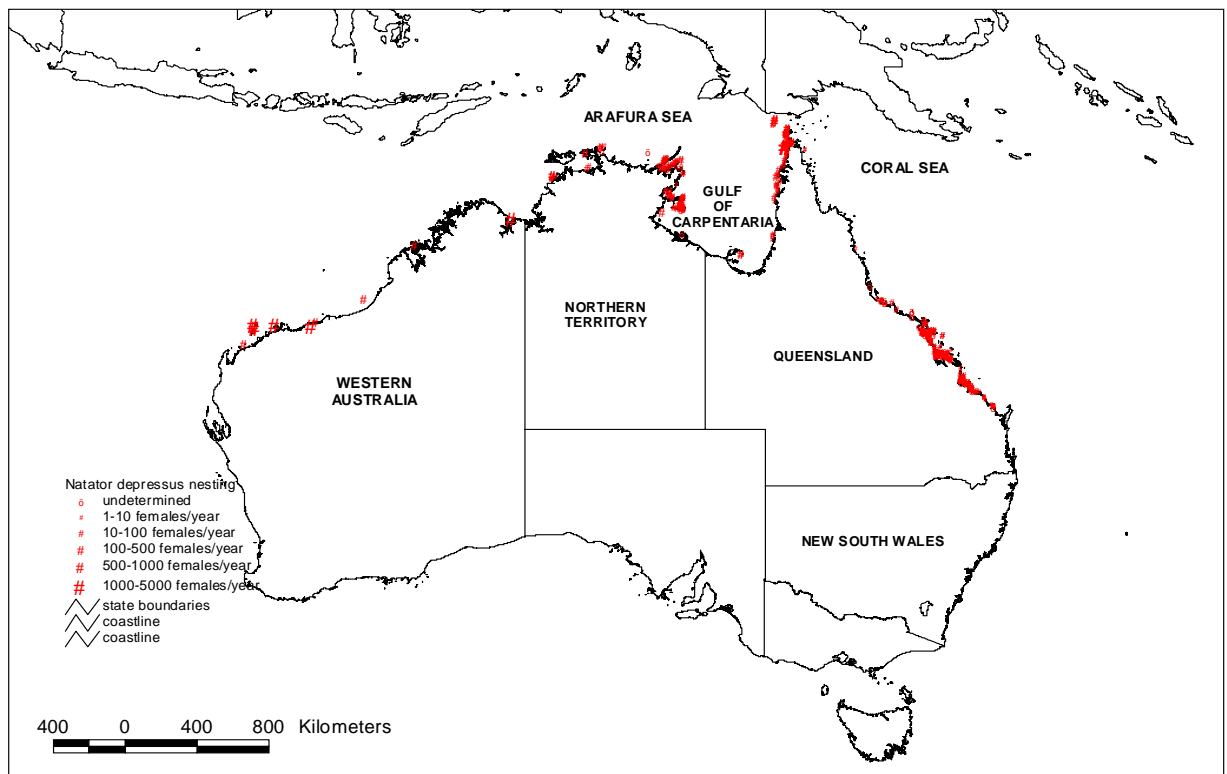 ARAFURA SEA
CORAL SEA
GULF
OF
CARPENTARIA
NORTHERN
TERRITORY
QUEENSLAND
WESTERN
AUSTRALIA
NEW SOUTH WALES
Natator depressus nesting
ö undetermined
# 1-10 females/year
# 10-100 females/year
# 100-500 females/year
# 500-1000 females/year
# 1000-5000 females/year
state boundaries
coastline
coastline
400 0 400 800 Kilometers